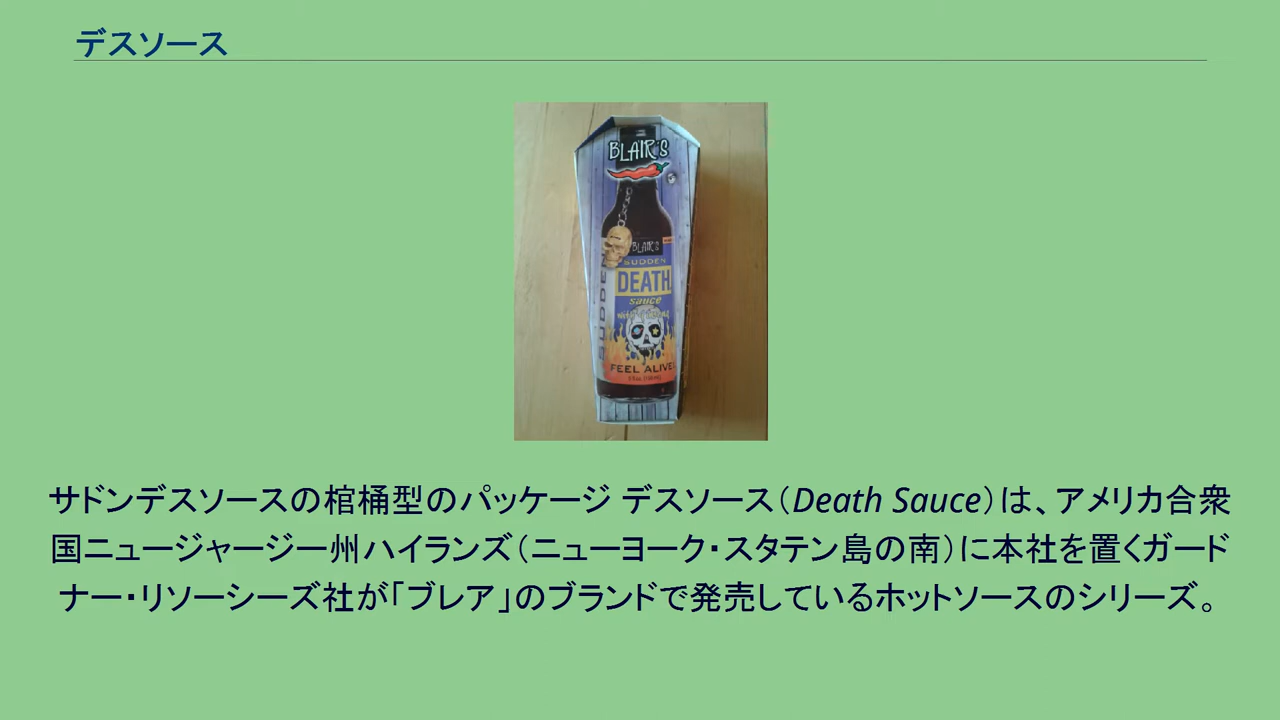 デスソース
BLAIR'S
BLAIR'S
SUDDEN
DEATH
sauce
FEEL ALIVE
サドンデスソースの棺桶型のパッケージ デスソース（Death Sauce）は、アメリカ合衆
国ニュージャージー州ハイランズ（ニューヨーク・スタテン島の南）に本社を置くガード
ナー・リソーシーズ社が「ブレア」のブランドで発売しているホットソースのシリーズ。